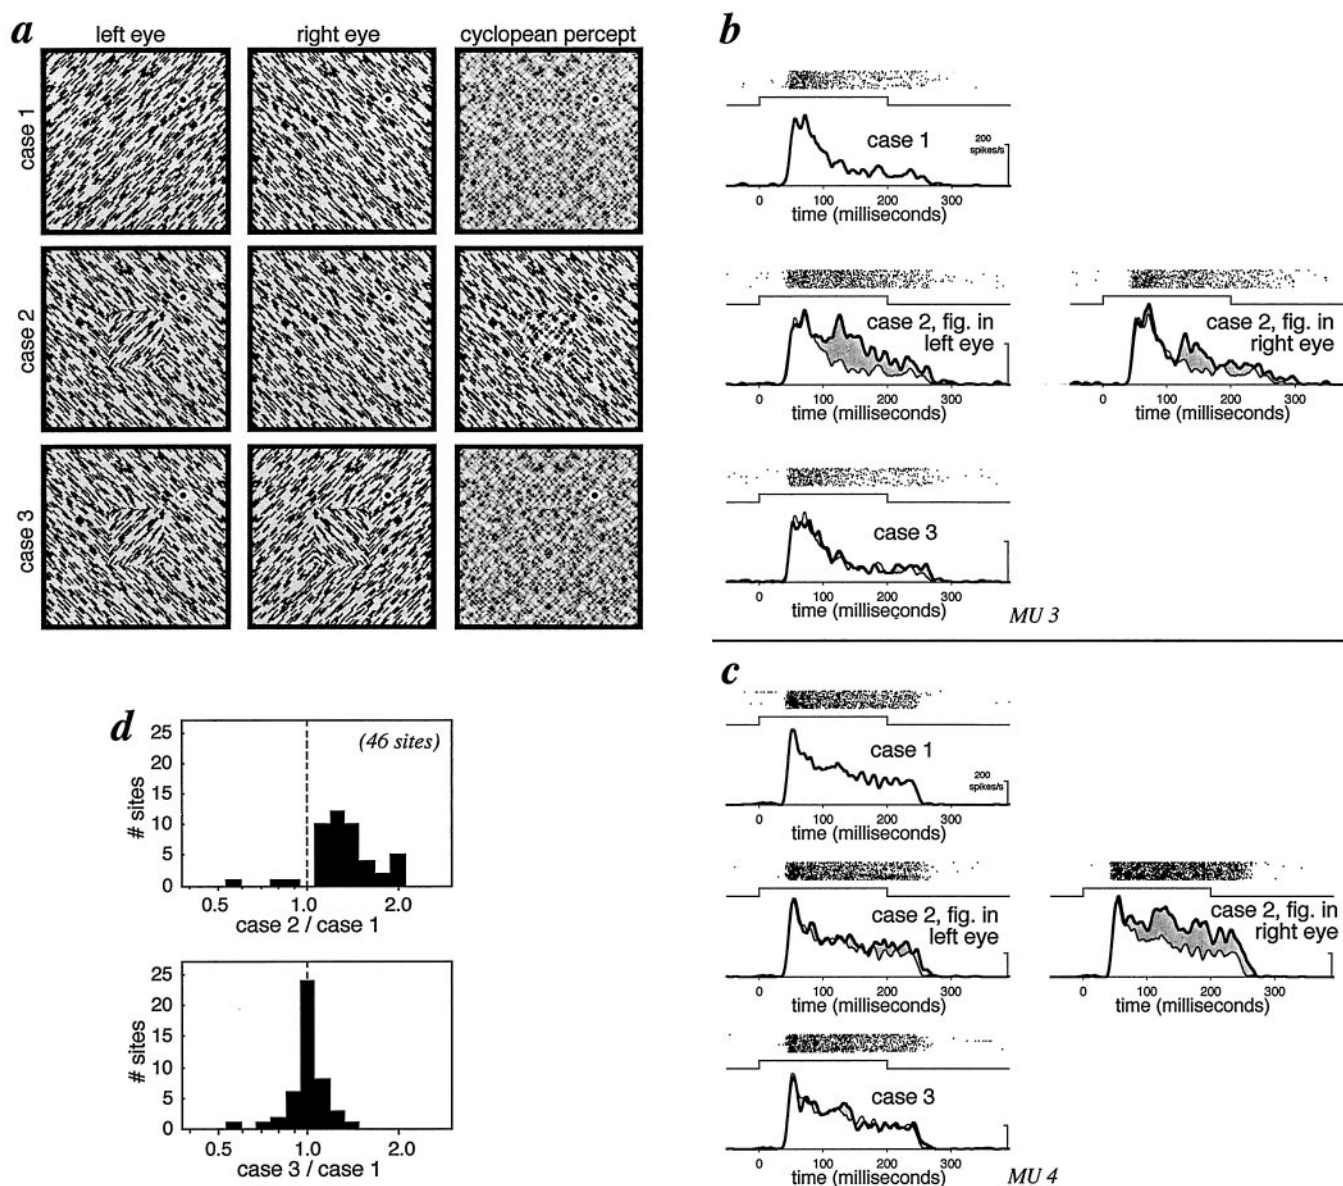 a
left eye
right eye
cyclopean percept
case 1
case 2
case 3
b
case 1
200
spikes/s
0 100 200 300
time (milliseconds)
case 2, fig. in
left eye
0 100 200 300
time (milliseconds)
case 2, fig. in
right eye
0 100 200 300
time (milliseconds)
case 3
0 100 200 300
time (milliseconds)
MU 3
c
case 1
200
spikes/s
0 100 200 300
time (milliseconds)
case 2, fig. in
left eye
0 100 200 300
time (milliseconds)
case 2, fig. in
right eye
0 100 200 300
time (milliseconds)
case 3
0 100 200 300
time (milliseconds)
MU 4
d
(46 sites)
# sites
25
20
15
10
5
0
0.5 1.0 2.0
case 2 / case 1
# sites
25
20
15
10
5
0
0.5 1.0 2.0
case 3 / case 1